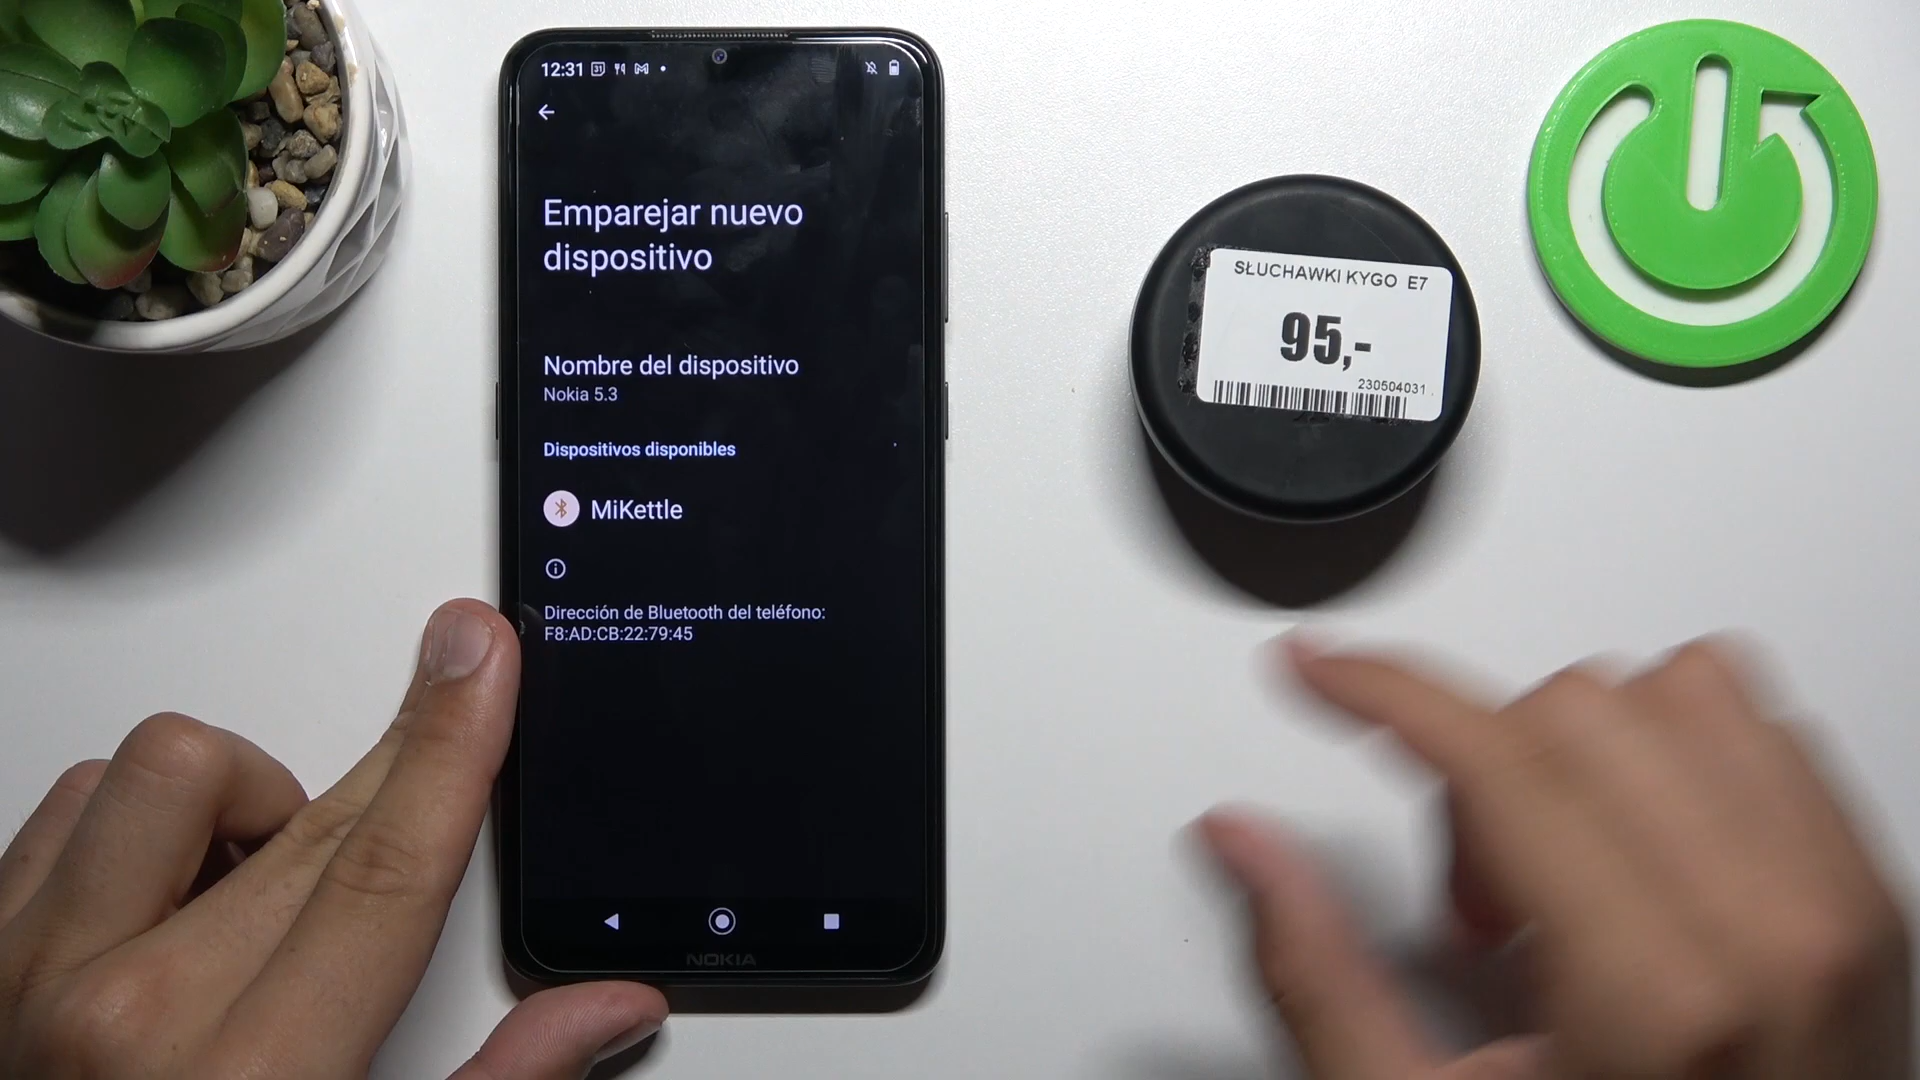 12:31
31
Emparejar nuevo
dispositivo
Nombre del dispositivo
Nokia 5.3
Dispositivos disponibles
MiKettle
Dirección de Bluetooth del teléfono:
F8:AD:CB:22:79:45
NOKIA
SŁUCHAWKI KYGO E7
95,-
230504031